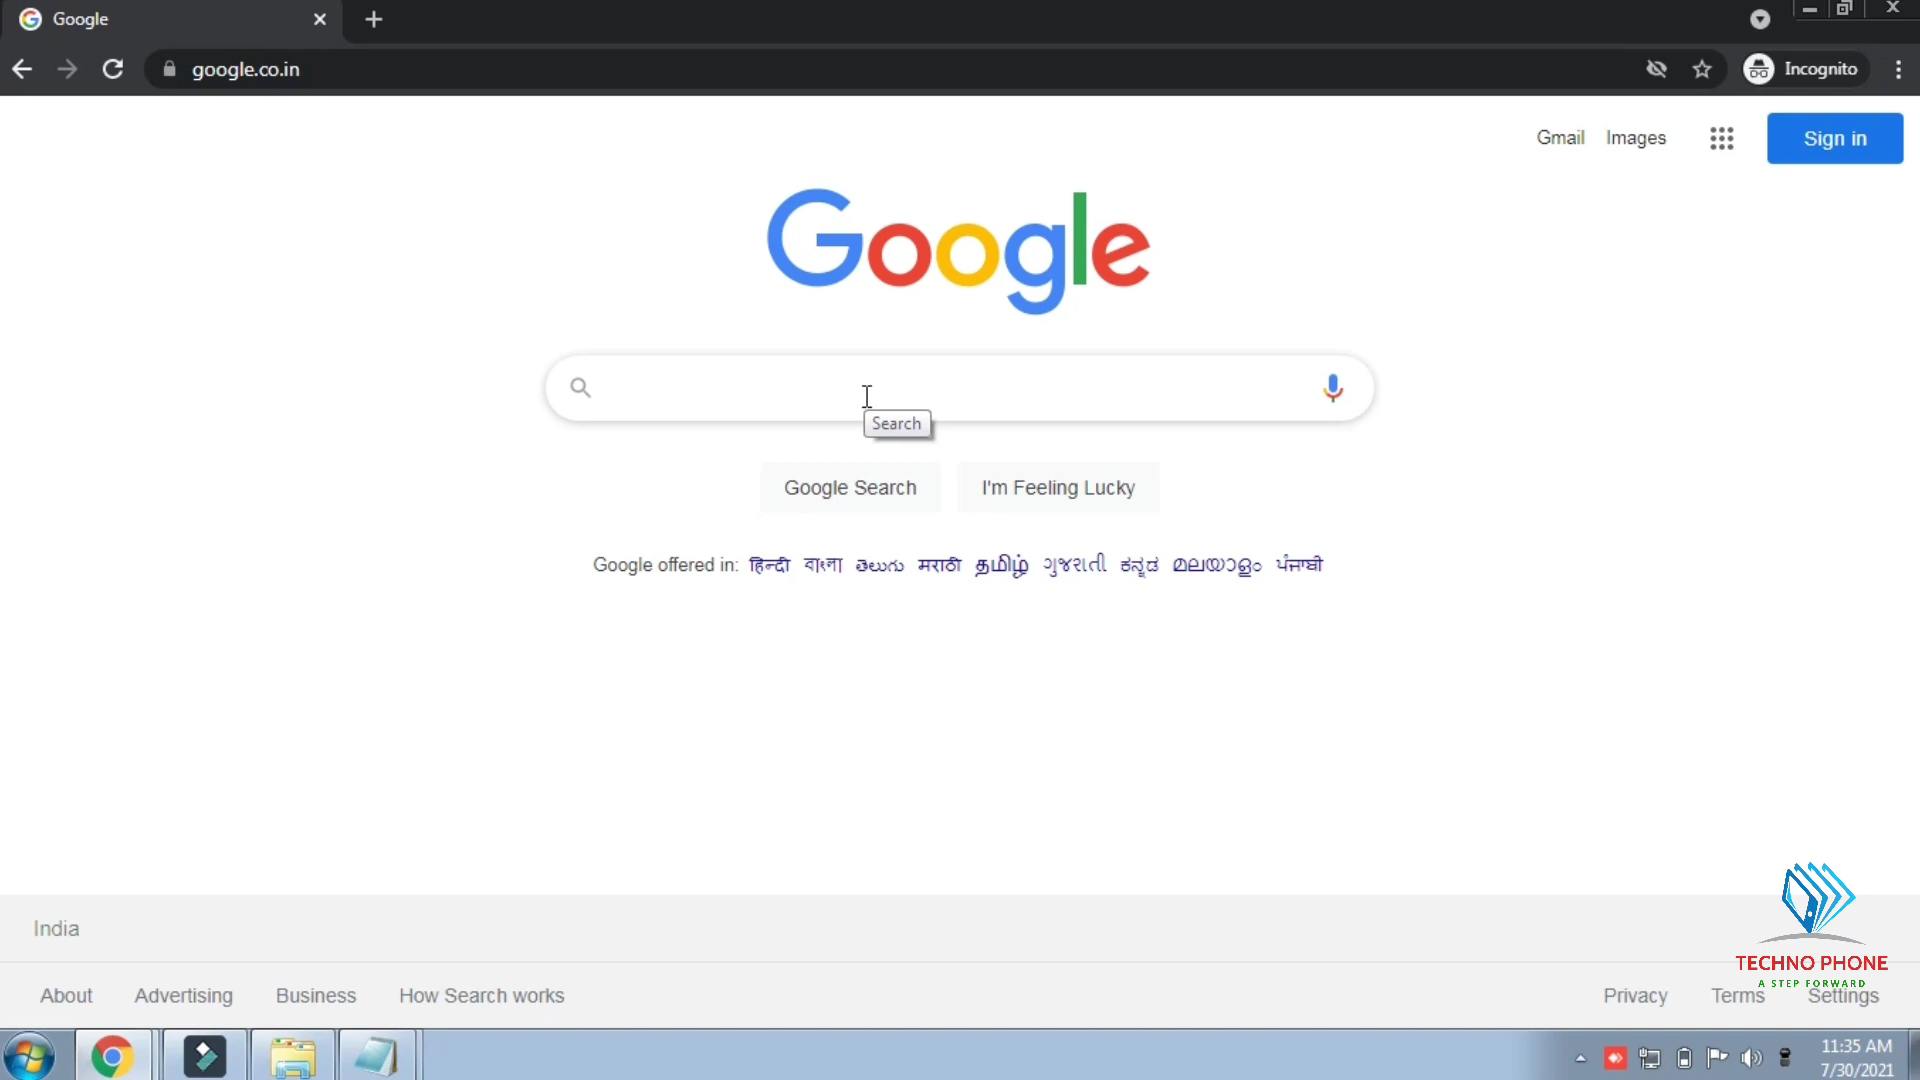 Google
google.co.in
Incognito
Gmail Images Sign in
Google
Search
Google Search I'm Feeling Lucky
Google offered in: हिन्दी বাংলা తెలుగు मराठी தமிழ் ગુજરાતી ಕನ್ನಡ മലയാളം ਪੰਜਾਬੀ
India
TECHNO PHONE
A STEP FORWARD
About Advertising Business How Search works Privacy Terms Settings
11:35 AM
7/30/2021